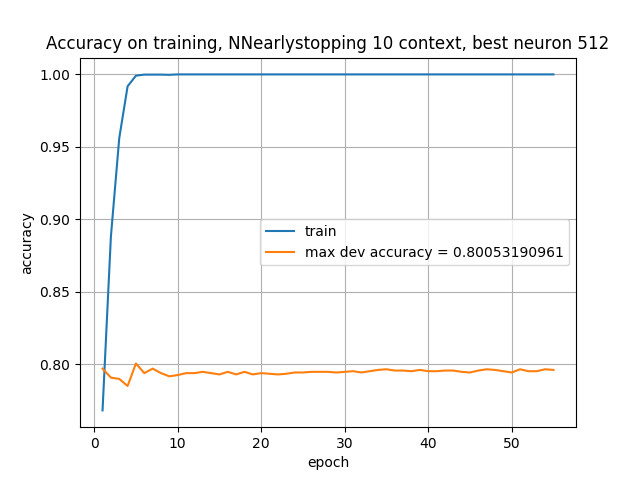 Accuracy on training, NNearlystopping 10 context, best neuron 512
1.00
0.95
0.90
0.85
0.80
accuracy
train
max dev accuracy = 0.80053190961
0 10 20 30 40 50
epoch